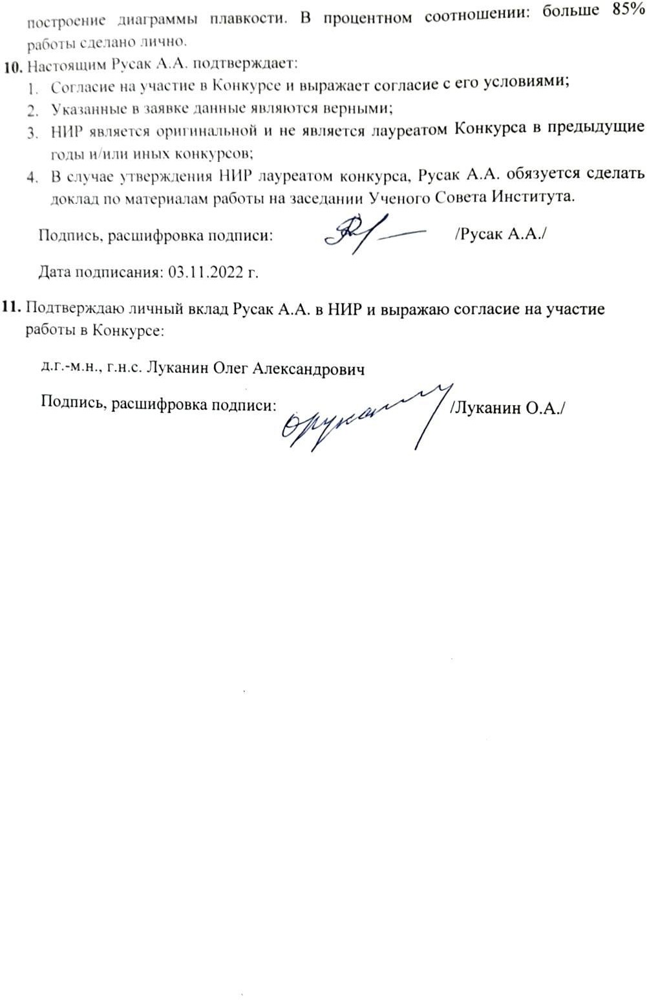 построение диаграммы плавкости. В процентном соотношении: больше 85%
работы сделано лично.
10. Настоящим Русак А.А. подтверждает:
1. Согласие на участие в Конкурсе и выражает согласие с его условиями;
2. Указанные в заявке данные являются верными;
3. НИР является оригинальной и не является лауреатом Конкурса в предыдущие
годы и/или иных конкурсов;
4. В случае утверждения НИР лауреатом конкурса, Русак А.А. обязуется сделать
доклад по материалам работы на заседании Ученого Совета Института.
Подпись, расшифровка подписи: /Русак А.А./
Дата подписания: 03.11.2022 г.
11. Подтверждаю личный вклад Русак А.А. в НИР и выражаю согласие на участие
работы в Конкурсе:
д.г.-м.н., г.н.с. Луканин Олег Александрович
Подпись, расшифровка подписи: /Луканин О.А./